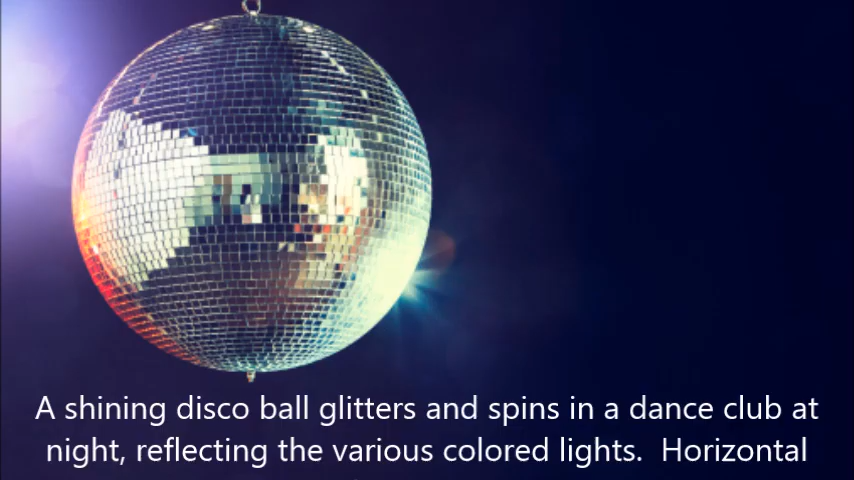 A shining disco ball glitters and spins in a dance club at
night, reflecting the various colored lights.  Horizontal